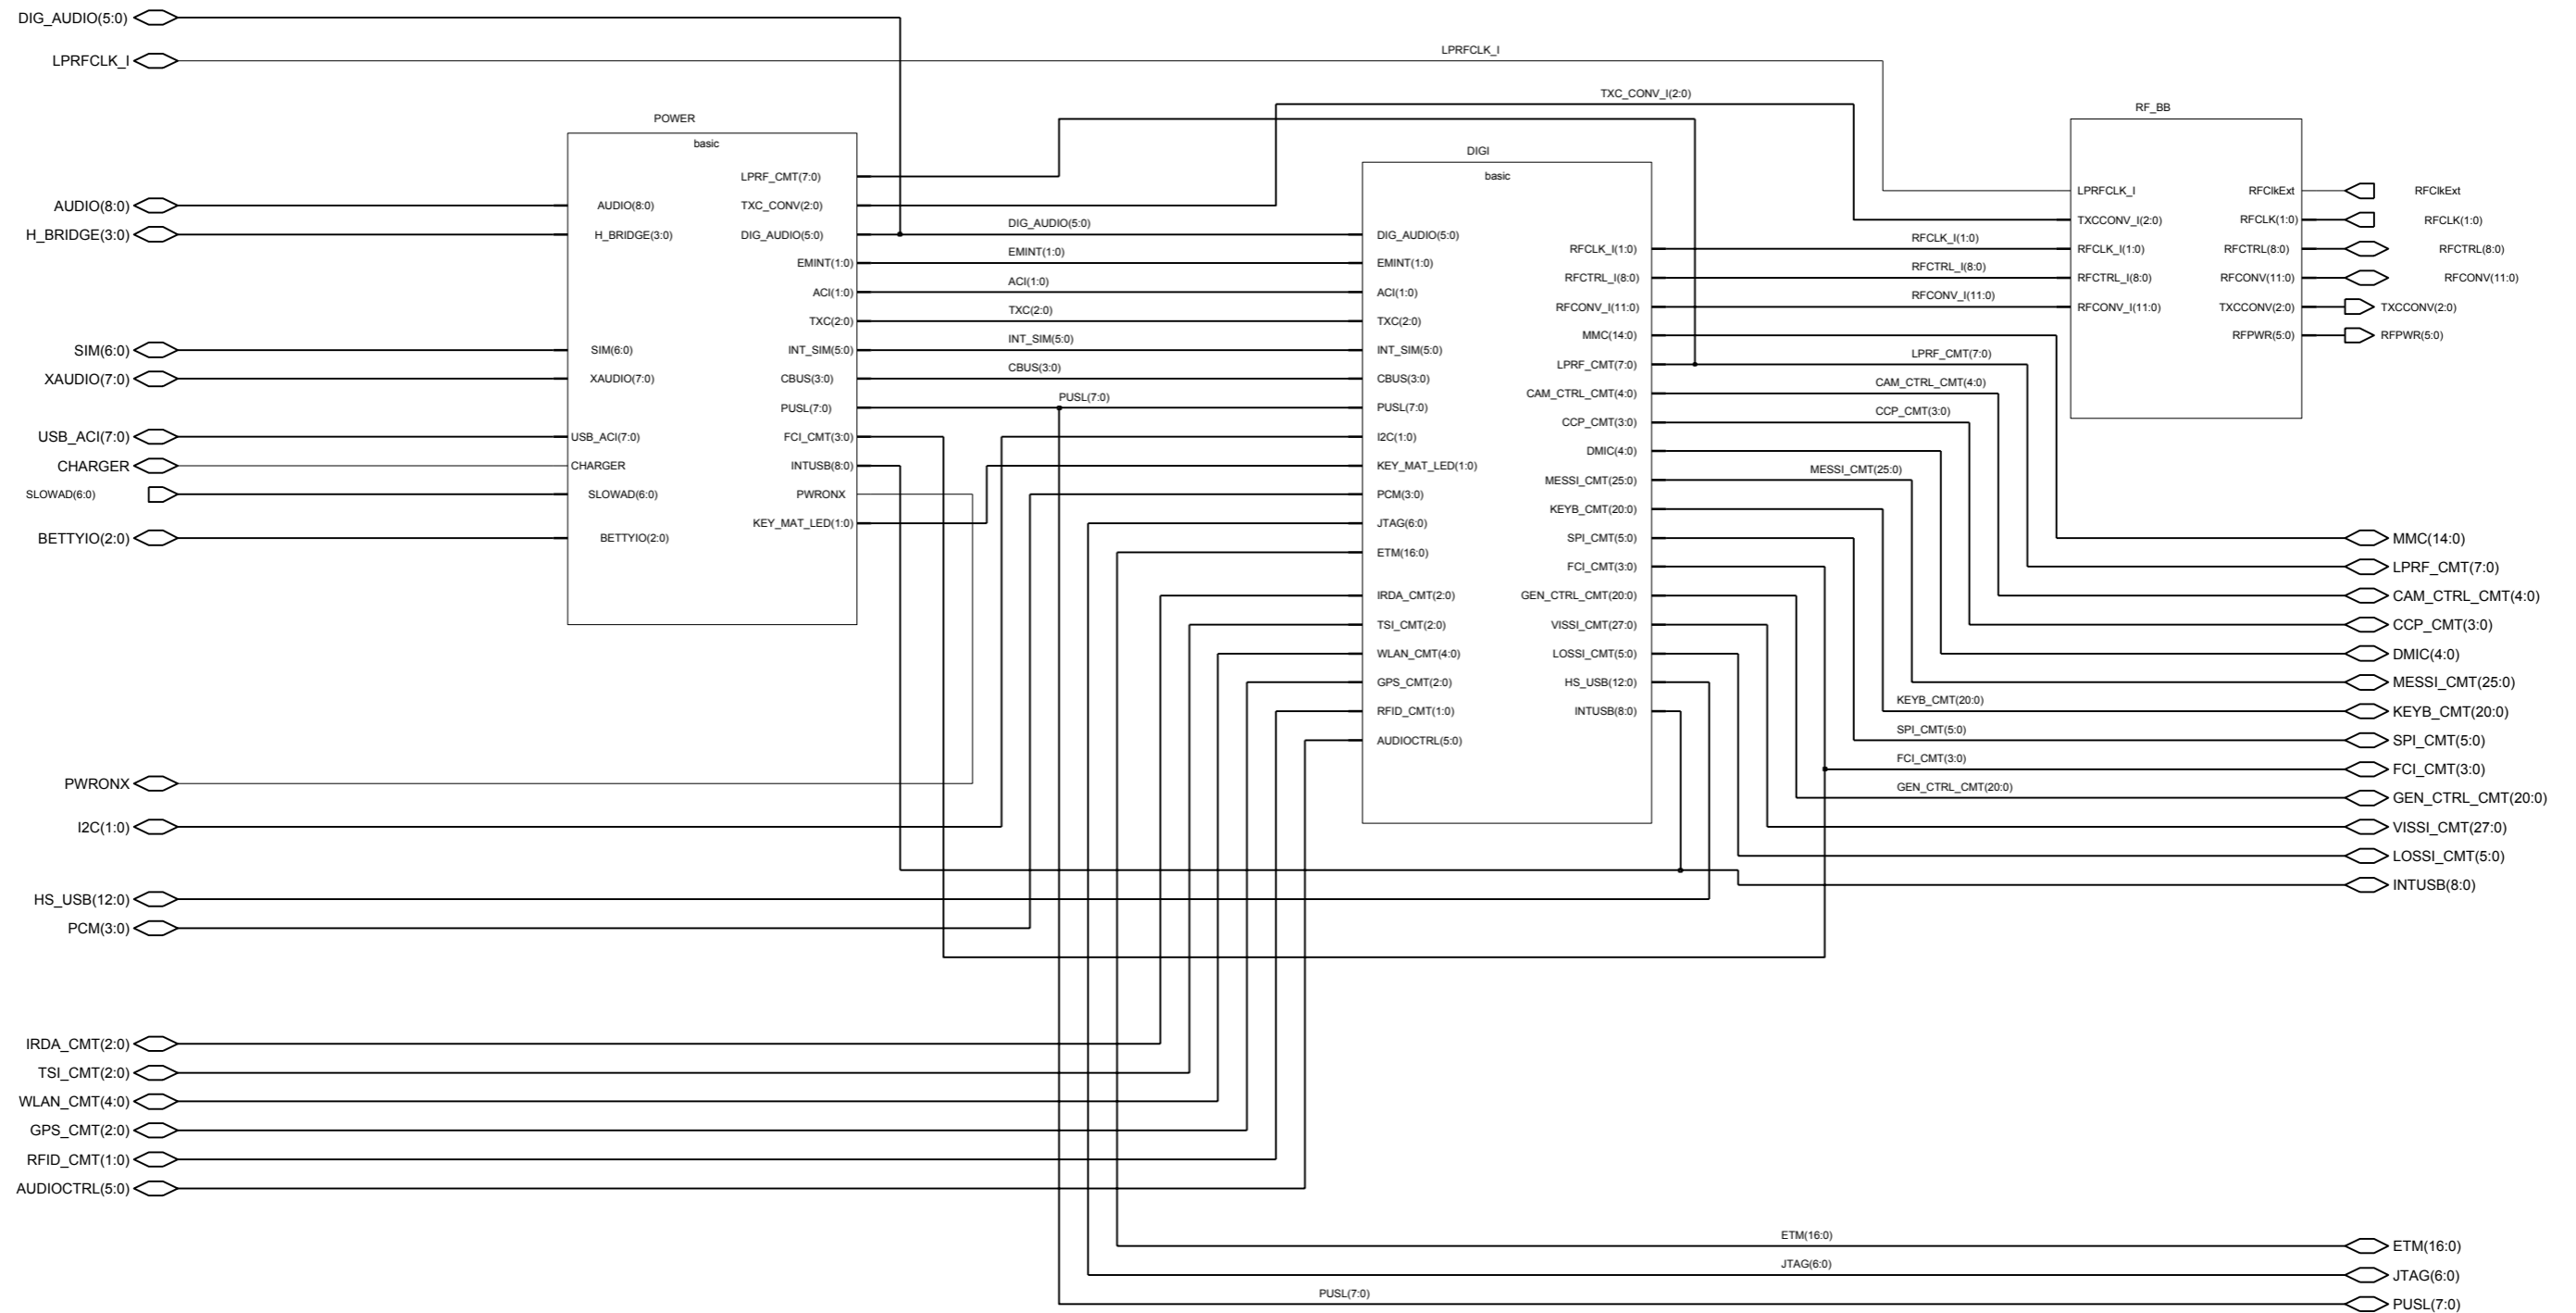 DIG_AUDIO(5:0)
LPRFCLK_I
LPRFCLK_I
TXC_CONV_I(2:0)
AUDIO(8:0)
H_BRIDGE(3:0)
SIM(6:0)
XAUDIO(7:0)
USB_ACI(7:0)
CHARGER
SLOWAD(6:0)
BETTYIO(2:0)
PWRONX
I2C(1:0)
HS_USB(12:0)
PCM(3:0)
IRDA_CMT(2:0)
TSI_CMT(2:0)
WLAN_CMT(4:0)
GPS_CMT(2:0)
RFID_CMT(1:0)
AUDIOCTRL(5:0)
POWER
basic
AUDIO(8:0)
H_BRIDGE(3:0)
SIM(6:0)
XAUDIO(7:0)
USB_ACI(7:0)
CHARGER
SLOWAD(6:0)
BETTYIO(2:0)
LPRF_CMT(7:0)
TXC_CONV(2:0)
DIG_AUDIO(5:0)
EMINT(1:0)
ACI(1:0)
TXC(2:0)
INT_SIM(5:0)
CBUS(3:0)
PUSL(7:0)
FCI_CMT(3:0)
INTUSB(8:0)
PWRONX
KEY_MAT_LED(1:0)
DIG_AUDIO(5:0)
EMINT(1:0)
ACI(1:0)
TXC(2:0)
INT_SIM(5:0)
CBUS(3:0)
PUSL(7:0)
DIGI
basic
DIG_AUDIO(5:0)
EMINT(1:0)
ACI(1:0)
TXC(2:0)
INT_SIM(5:0)
CBUS(3:0)
PUSL(7:0)
I2C(1:0)
KEY_MAT_LED(1:0)
PCM(3:0)
JTAG(6:0)
ETM(16:0)
IRDA_CMT(2:0)
TSI_CMT(2:0)
WLAN_CMT(4:0)
GPS_CMT(2:0)
RFID_CMT(1:0)
AUDIOCTRL(5:0)
RFCLK_I(1:0)
RFCTRL_I(8:0)
RFCONV_I(11:0)
MMC(14:0)
LPRF_CMT(7:0)
CAM_CTRL_CMT(4:0)
CCP_CMT(3:0)
DMIC(4:0)
MESSI_CMT(25:0)
KEYB_CMT(20:0)
SPI_CMT(5:0)
FCI_CMT(3:0)
GEN_CTRL_CMT(20:0)
VISSI_CMT(27:0)
LOSSI_CMT(5:0)
HS_USB(12:0)
INTUSB(8:0)
RFCLK_I(1:0)
RFCTRL_I(8:0)
RFCONV_I(11:0)
LPRF_CMT(7:0)
CAM_CTRL_CMT(4:0)
CCP_CMT(3:0)
MESSI_CMT(25:0)
KEYB_CMT(20:0)
SPI_CMT(5:0)
FCI_CMT(3:0)
GEN_CTRL_CMT(20:0)
RF_BB
LPRFCLK_I
TXCCONV_I(2:0)
RFCLK_I(1:0)
RFCTRL_I(8:0)
RFCONV_I(11:0)
RFClkExt
RFCLK(1:0)
RFCTRL(8:0)
RFCONV(11:0)
TXCCONV(2:0)
RFPWR(5:0)
RFClkExt
RFCLK(1:0)
RFCTRL(8:0)
RFCONV(11:0)
TXCCONV(2:0)
RFPWR(5:0)
MMC(14:0)
LPRF_CMT(7:0)
CAM_CTRL_CMT(4:0)
CCP_CMT(3:0)
DMIC(4:0)
MESSI_CMT(25:0)
KEYB_CMT(20:0)
SPI_CMT(5:0)
FCI_CMT(3:0)
GEN_CTRL_CMT(20:0)
VISSI_CMT(27:0)
LOSSI_CMT(5:0)
INTUSB(8:0)
ETM(16:0)
ETM(16:0)
JTAG(6:0)
JTAG(6:0)
PUSL(7:0)
PUSL(7:0)